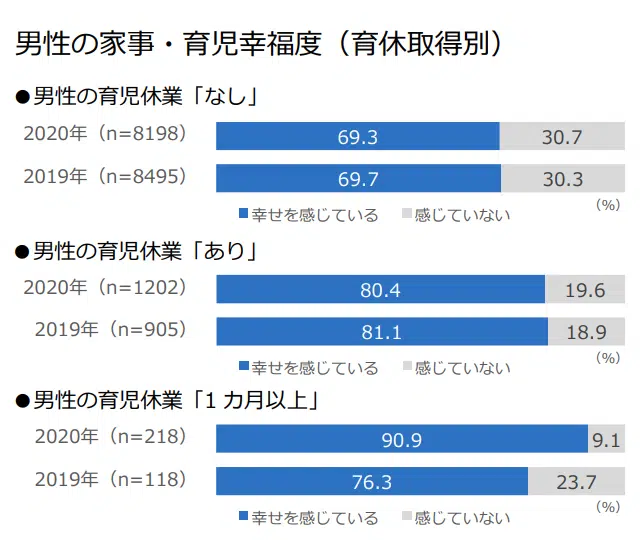 男性の家事・育児幸福度（育休取得別）
●男性の育児休業「なし」
2020年（n=8198） 69.3 30.7
2019年（n=8495） 69.7 30.3
（%）
■幸せを感じている ■感じていない
●男性の育児休業「あり」
2020年（n=1202） 80.4 19.6
2019年（n=905） 81.1 18.9
（%）
■幸せを感じている ■感じていない
●男性の育児休業「1カ月以上」
2020年（n=218） 90.9 9.1
2019年（n=118） 76.3 23.7
（%）
■幸せを感じている ■感じていない